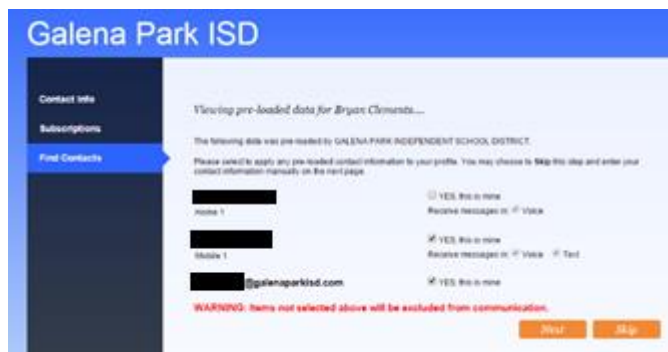 Galena Park ISD
Contact Info
Subscriptions
Find Contacts
Viewing pre-loaded data for Bryan Clements....
The following data was pre-loaded by GALENA PARK INDEPENDENT SCHOOL DISTRICT.
Please select to apply any pre-loaded contact information to your profile. You may choose to Skip this step and enter your
contact information manually on the next page.
YES, this is mine
Home 1
Receive messages in: Voice
YES, this is mine
Mobile 1
Receive messages in: Voice Text
@galenaparkisd.com
YES, this is mine
WARNING: Items not selected above will be excluded from communication.
Next
Skip